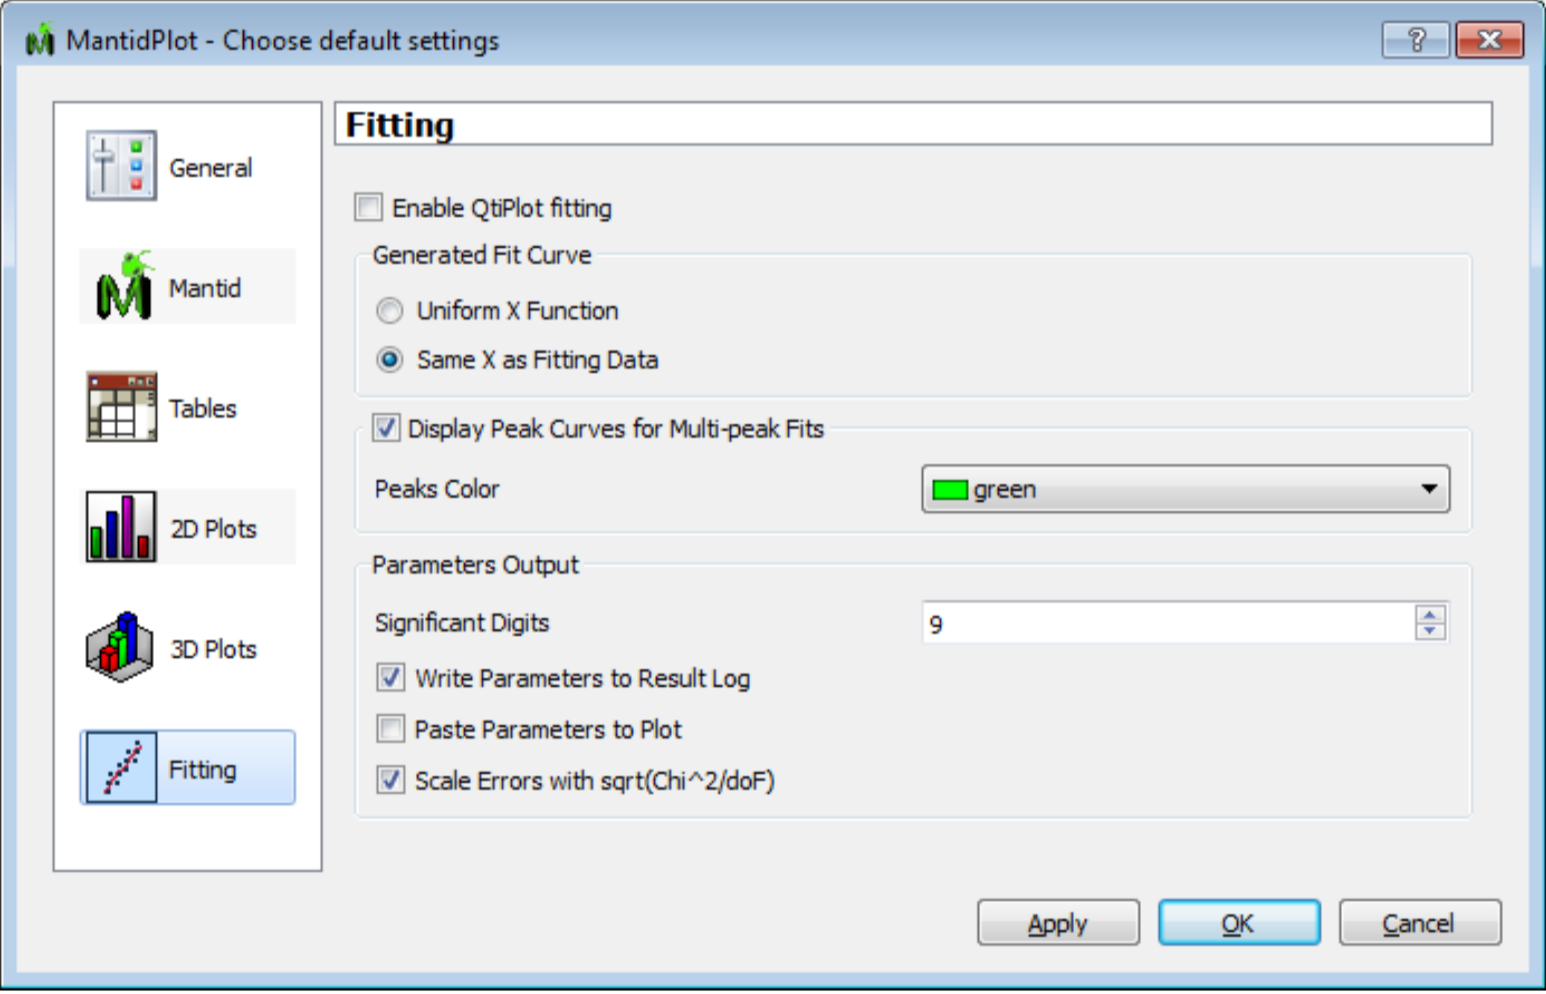 MantidPlot - Choose default settings
General
Mantid
Tables
2D Plots
3D Plots
Fitting
Fitting
Enable QtiPlot fitting
Generated Fit Curve
Uniform X Function
Same X as Fitting Data
Display Peak Curves for Multi-peak Fits
Peaks Color
green
Parameters Output
Significant Digits
9
Write Parameters to Result Log
Paste Parameters to Plot
Scale Errors with sqrt(Chi^2/doF)
Apply
OK
Cancel